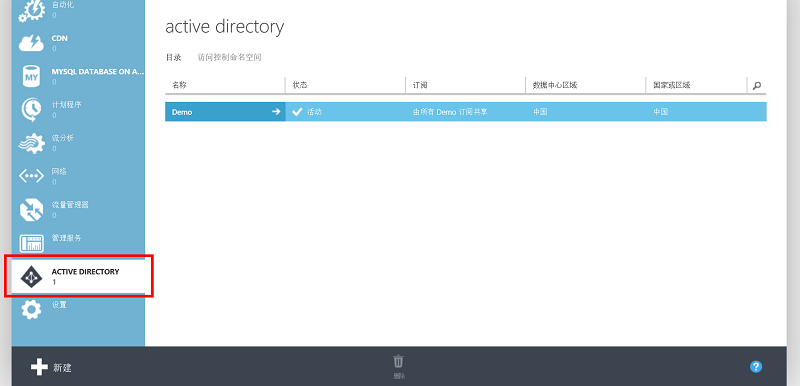 自动化
0
CDN
0
MYSQL DATABASE ON A...
0
计划程序
0
流分析
0
网络
0
流量管理器
0
管理服务
ACTIVE DIRECTORY
1
设置
active directory
目录 访问控制命名空间
名称 状态 订阅 数据中心区域 国家或区域
Demo 活动 由所有 Demo 订阅共享 中国 中国
新建
删除
?